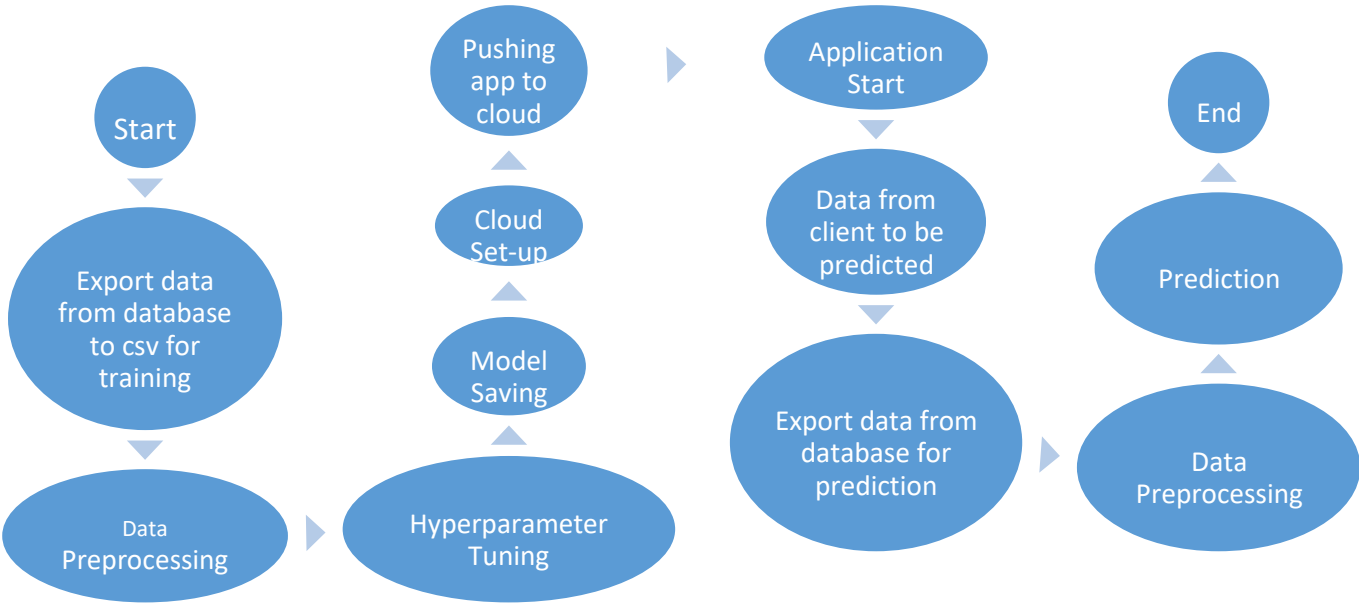 Start
Export data
from database
to csv for
training
Data
Preprocessing
Hyperparameter
Tuning
Model
Saving
Cloud
Set-up
Pushing
app to
cloud
Application
Start
Data from
client to be
predicted
Export data from
database for
prediction
Data
Preprocessing
Prediction
End